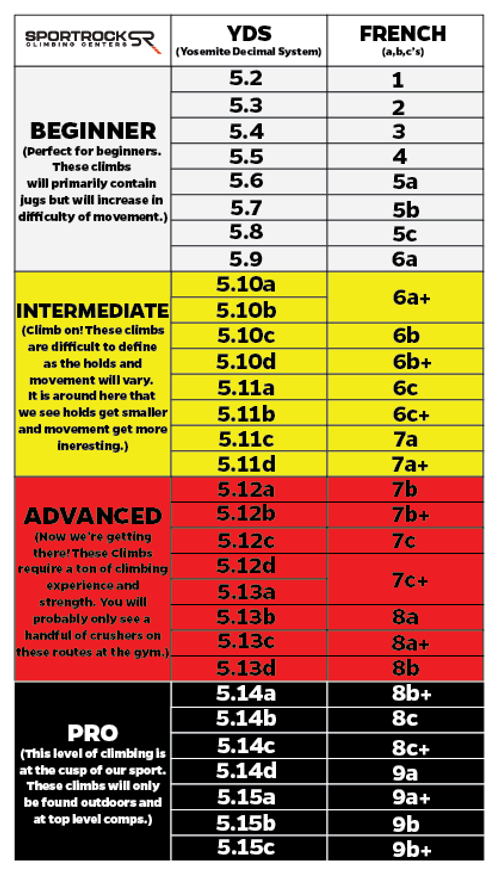 SPORTROCK SR
CLIMBING CENTERS
YDS
(Yosemite Decimal System)
FRENCH
(a,b,c's)
BEGINNER
(Perfect for beginners.
These climbs
will primarily contain
jugs but will increase in
difficulty of movement.)
5.2 1
5.3 2
5.4 3
5.5 4
5.6 5a
5.7 5b
5.8 5c
5.9 6a
INTERMEDIATE
(Climb on! These climbs
are difficult to define
as the holds and
movement will vary.
It is around here that
we see holds get smaller
and movement get more
ineresting.)
5.10a 6a+
5.10b
5.10c 6b
5.10d 6b+
5.11a 6c
5.11b 6c+
5.11c 7a
5.11d 7a+
ADVANCED
(Now we're getting
there! These Climbs
require a ton of climbing
experience and
strength. You will
probably only see a
handful of crushers on
these routes at the gym.)
5.12a 7b
5.12b 7b+
5.12c 7c
5.12d 7c+
5.13a
5.13b 8a
5.13c 8a+
5.13d 8b
PRO
(This level of climbing is
at the cusp of our sport.
These climbs will only
be found outdoors and
at top level comps.)
5.14a 8b+
5.14b 8c
5.14c 8c+
5.14d 9a
5.15a 9a+
5.15b 9b
5.15c 9b+